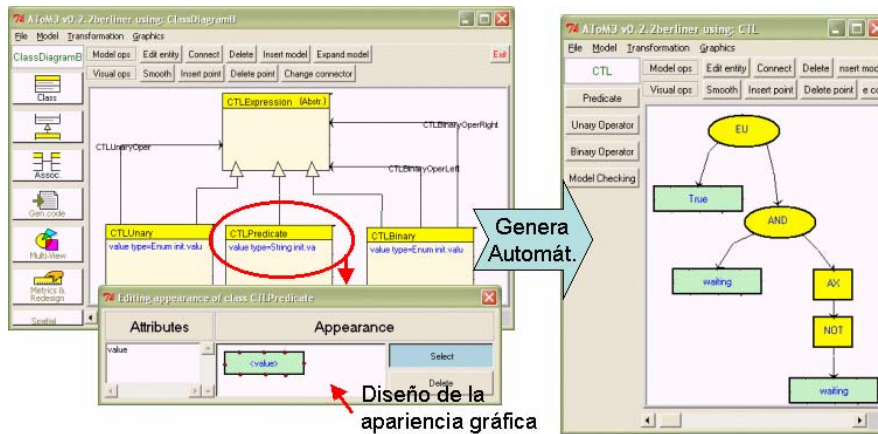 AToM3 v0.2.2berliner using: ClassDiagramB
File Model Transformation Graphics
ClassDiagramB
Model ops Edit entity Connect Delete Insert model Expand model Exit
Visual ops Smooth Insert point Delete point Change connector
Class
Assoc.
Gen.code
Multi-View
Metrics &
Redesign
Spatial
CTLExpression (Abstr.)
CTLBinaryOperRight
CTLUnaryOper
CTLBinaryOperLeft
CTLUnary
value type=Enum init.valu
CTLPredicate
value type=String init.va
CTLBinary
value type=Enum init.valu
Editing appearance of class CTLPredicate
Attributes Appearance
value
<value>
Select
Delete
Diseño de la
apariencia gráfica
Genera
Automát.
AToM3 v0.2.2berliner using: CTL
File Model Transformation Graphics
CTL
Model ops Edit entity Connect Delete nsert mod
Visual ops Smooth Insert point Delete point e co
Predicate
Unary Operator
Binary Operator
Model Checking
EU
True
AND
waiting
AX
NOT
waiting